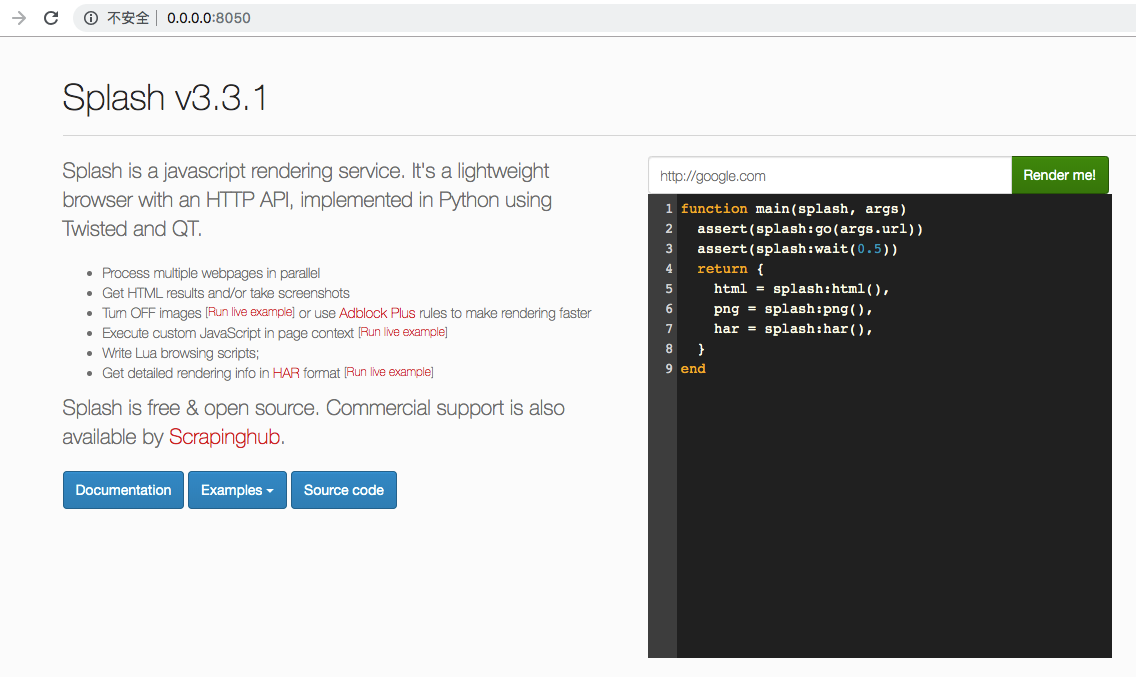 不安全 0.0.0.0:8050
Splash v3.3.1
Splash is a javascript rendering service. It's a lightweight
browser with an HTTP API, implemented in Python using
Twisted and QT.
Process multiple webpages in parallel
Get HTML results and/or take screenshots
Turn OFF images [Run live example] or use Adblock Plus rules to make rendering faster
Execute custom JavaScript in page context [Run live example]
Write Lua browsing scripts;
Get detailed rendering info in HAR format [Run live example]
Splash is free & open source. Commercial support is also
available by Scrapinghub.
Documentation Examples Source code
http://google.com Render me!
1 function main(splash, args)
2 assert(splash:go(args.url))
3 assert(splash:wait(0.5))
4 return {
5 html = splash:html(),
6 png = splash:png(),
7 har = splash:har(),
8 }
9 end